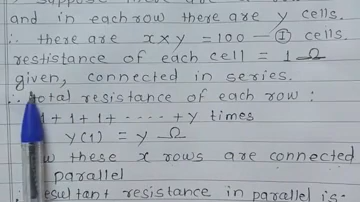 and in each row there are y cells.
∴ there are x×y = 100 — ① cells.
restistance of each cell = 1 Ω
given, connected in series.
∴ total resistance of each row:
1 + 1 + 1 + ----- + y times
y(1) = y Ω
these x rows are connected
parallel
resistance in parallel is: